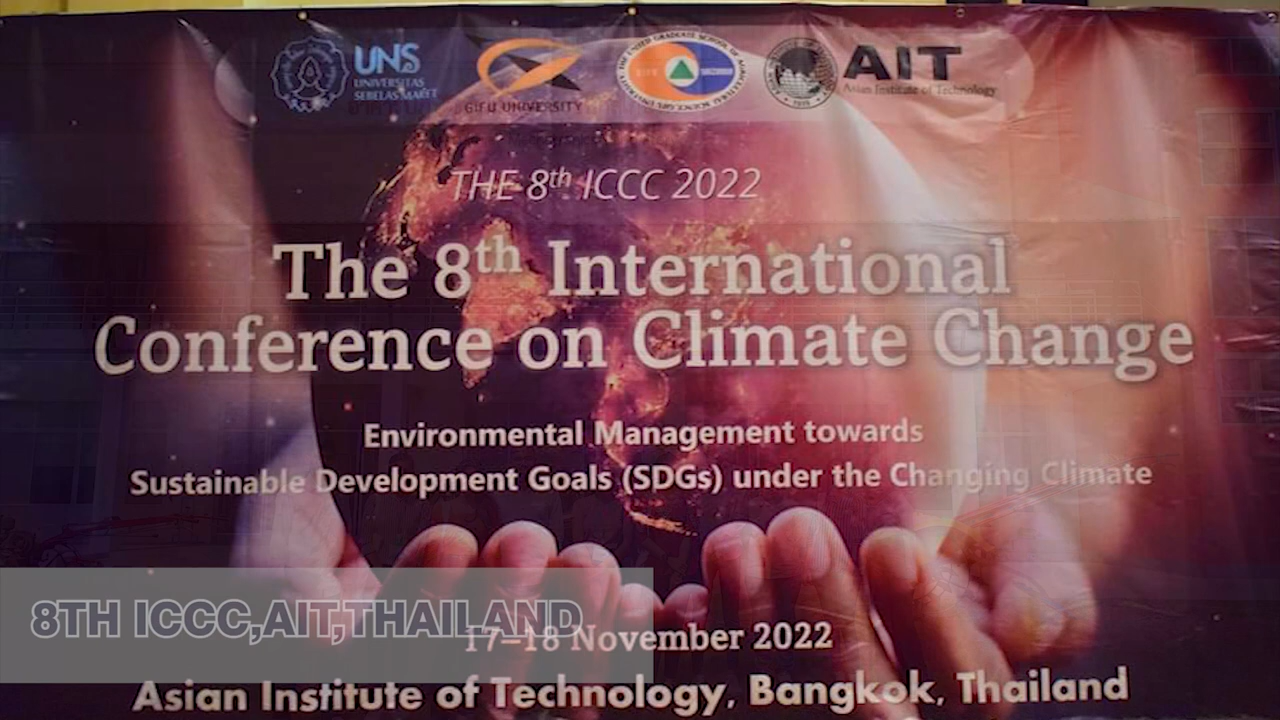 UNS
UNIVERSITAS
SEBELAS MARET
GIFU UNIVERSITY
AIT
Asian Institute of Technology
THE 8th ICCC 2022
The 8th International
Conference on Climate Change
Environmental Management towards
Sustainable Development Goals (SDGs) under the Changing Climate
8TH ICCC,AIT,THAILAND
17–18 November 2022
Asian Institute of Technology, Bangkok, Thailand